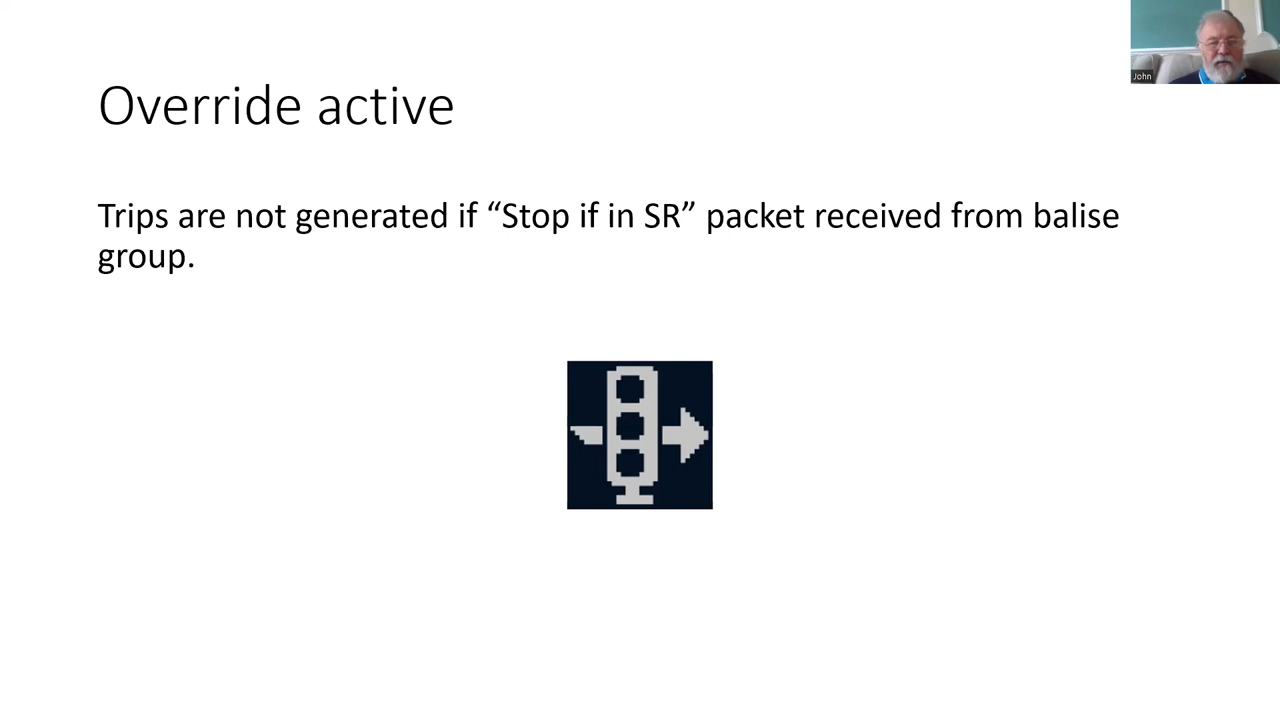 John
Override active
Trips are not generated if “Stop if in SR” packet received from balise
group.